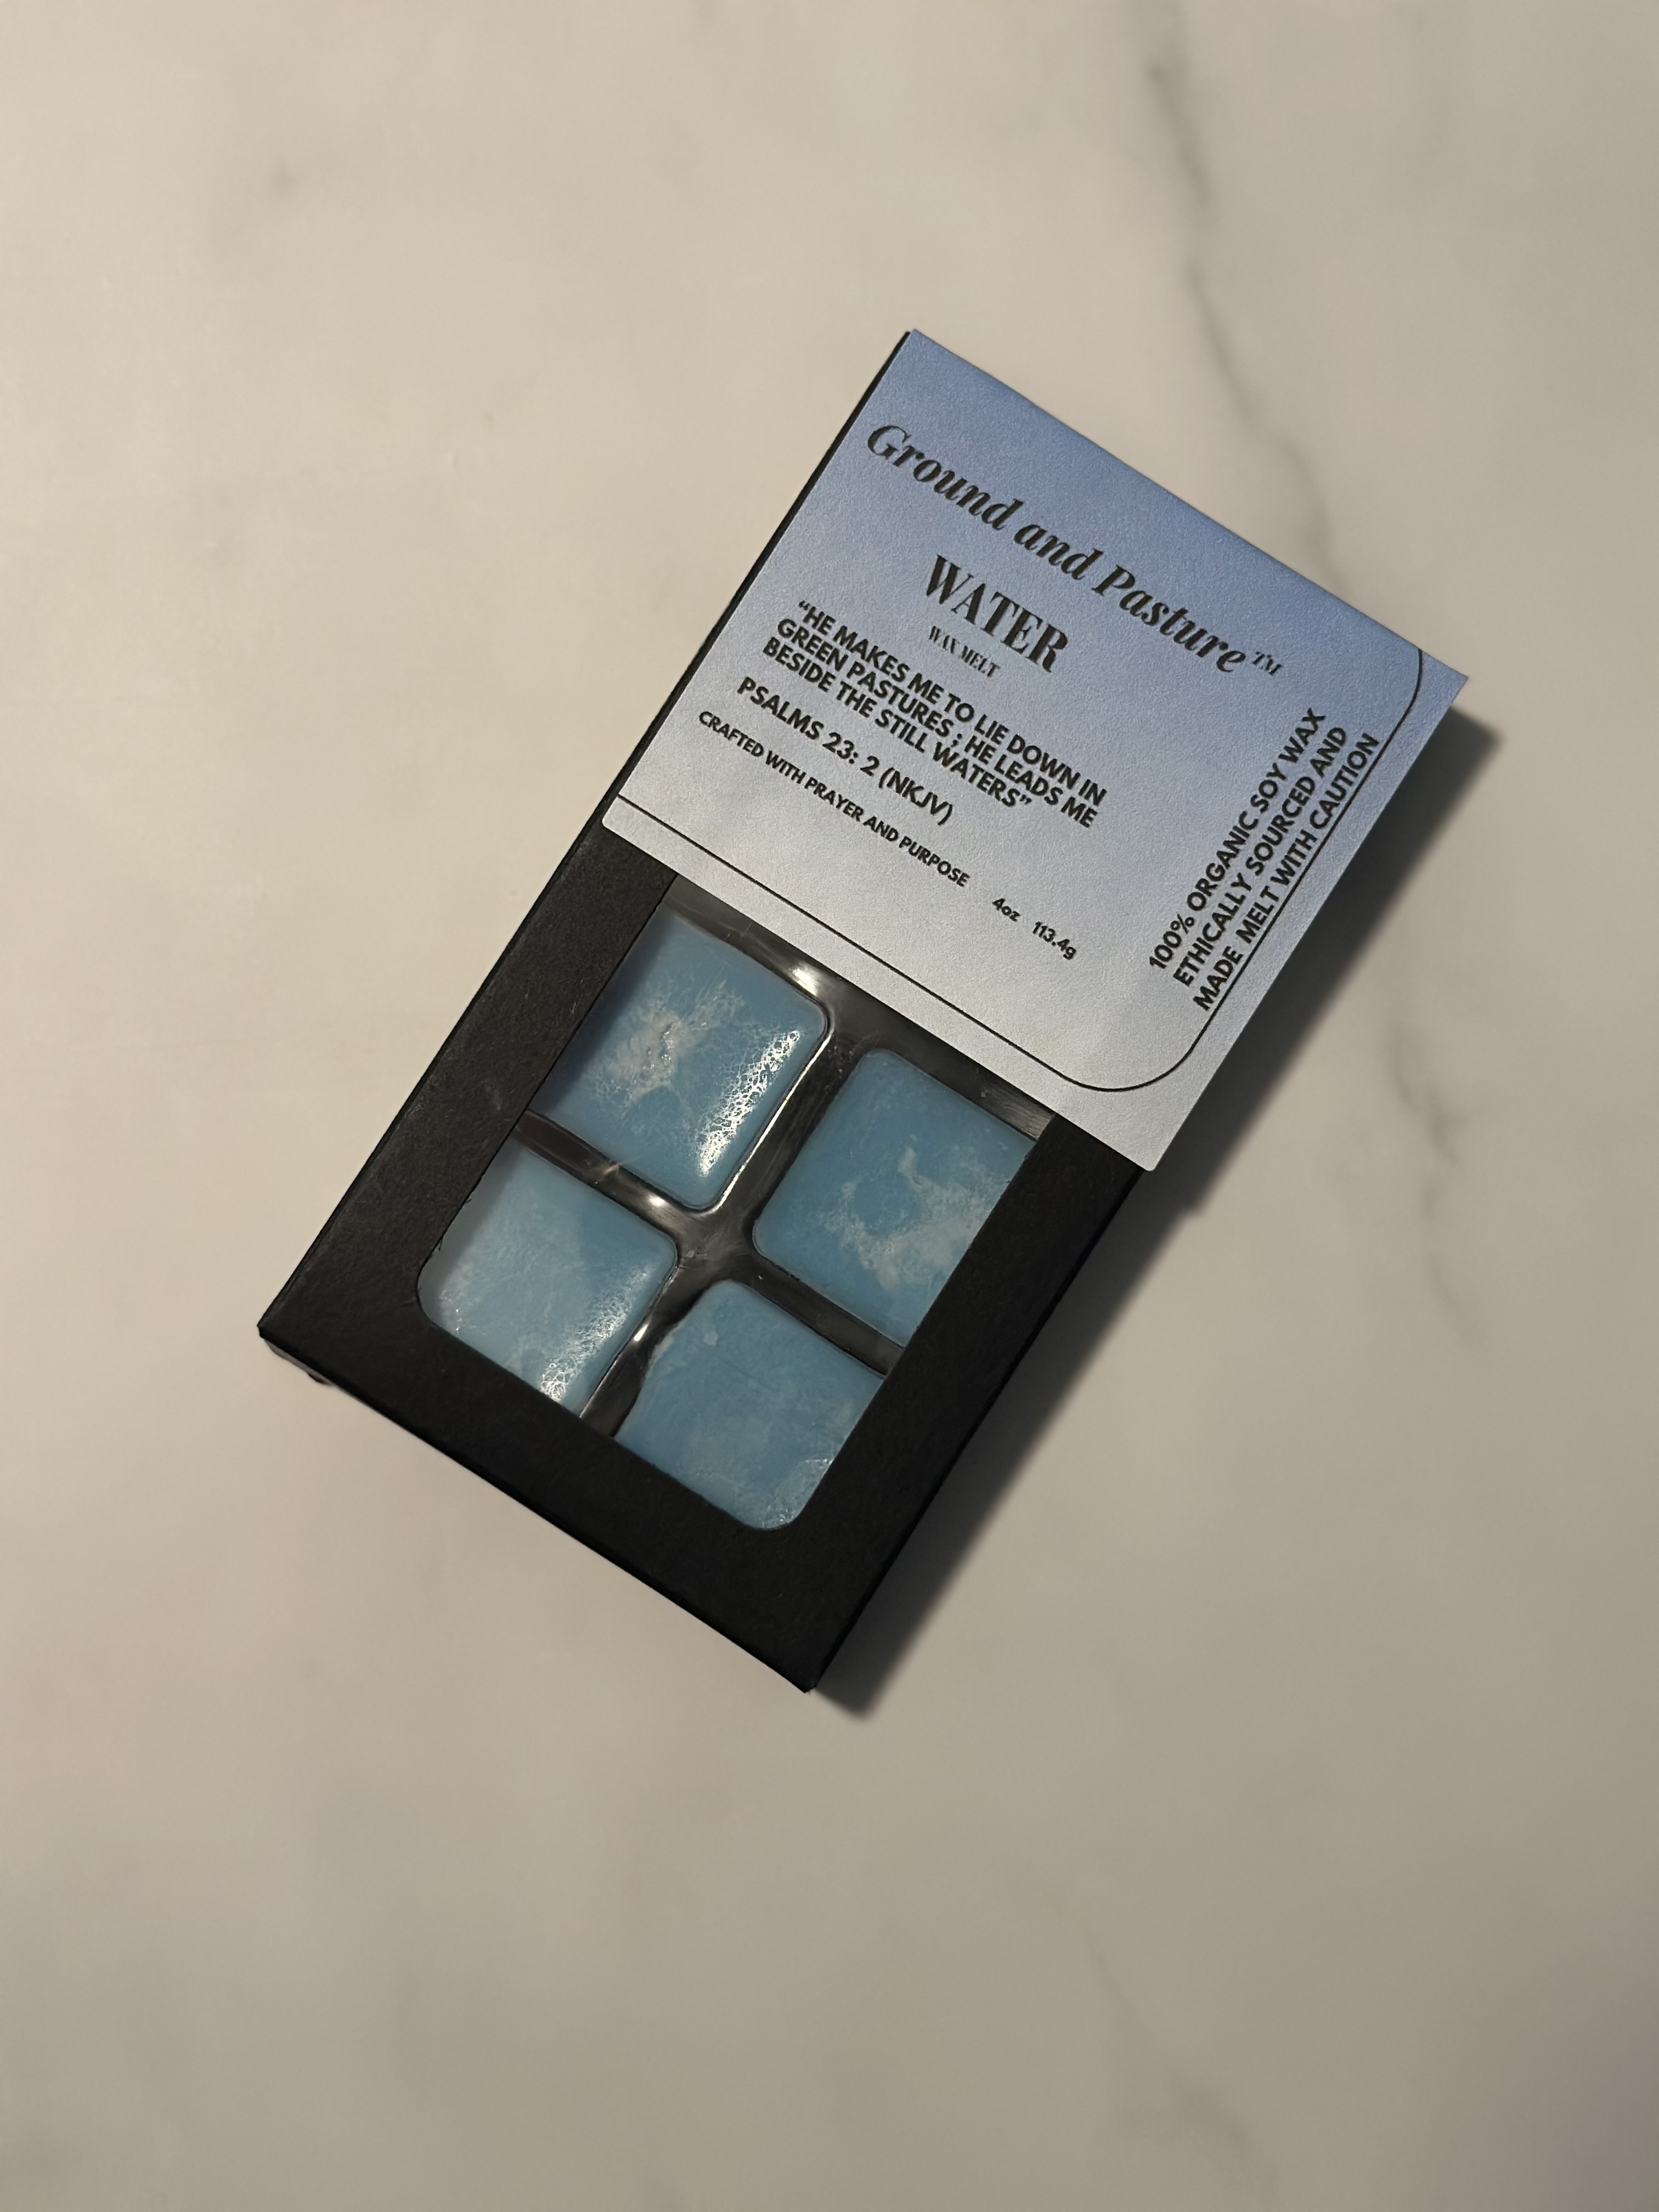 Ground and Pasture™
WATER
WAX MELT
“HE MAKES ME TO LIE DOWN IN
GREEN PASTURES ; HE LEADS ME
BESIDE THE STILL WATERS”
PSALMS 23: 2 (NKJV)
CRAFTED WITH PRAYER AND PURPOSE
4oz 113.4g
100% ORGANIC SOY WAX
ETHICALLY SOURCED AND
MADE MELT WITH CAUTION